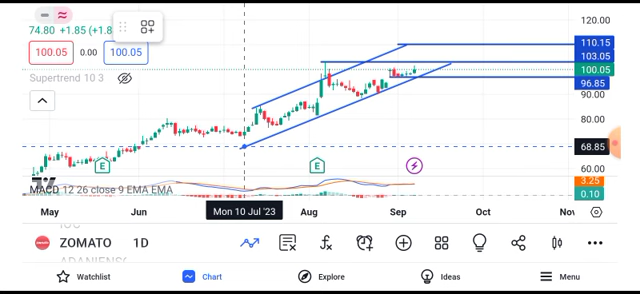 74.80 +1.85 (+1.8
100.05 0.00 100.05
Supertrend 10 3
120.00
110.15
103.05
100.05
96.85
90.00
80.00
68.85
60.00
E E
MACD 12 26 close 9 EMA EMA
3.25
0.10
May Jun Mon 10 Jul '23 Aug Sep Oct Nov
ZOMATO 1D
ADANIENS
Watchlist Chart Explore Ideas Menu